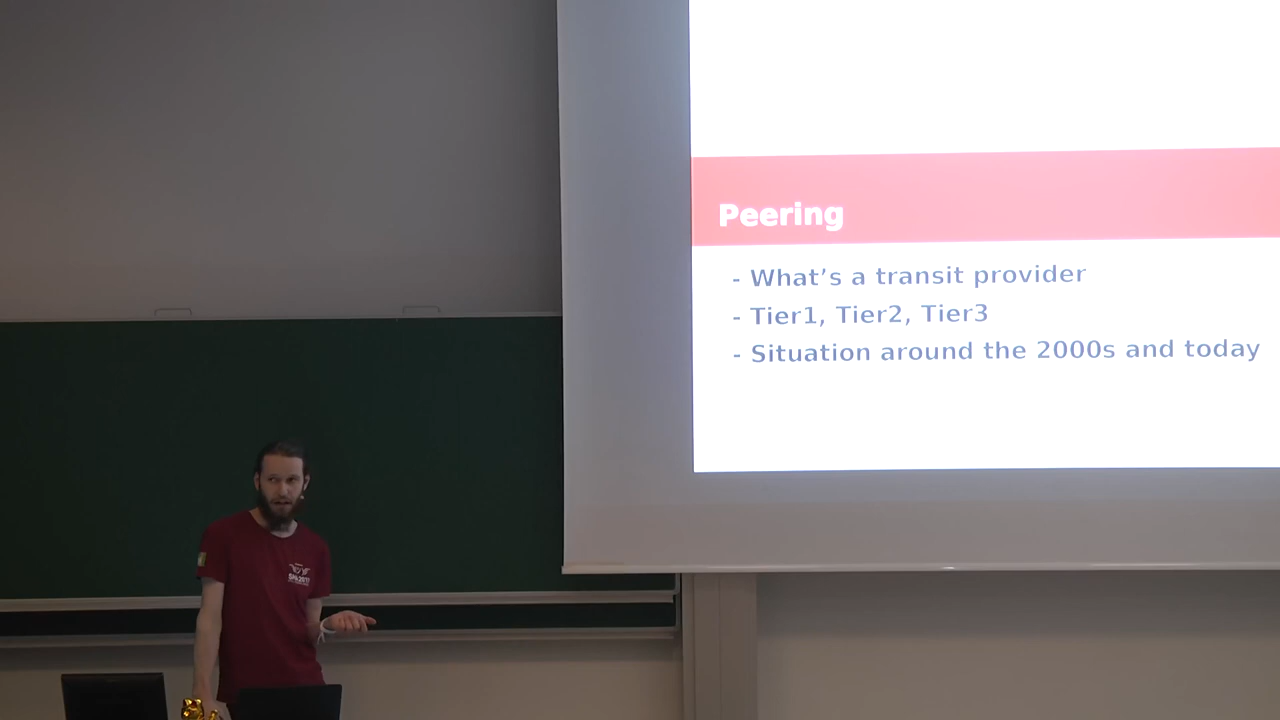 Peering
- What's a transit provider
- Tier1, Tier2, Tier3
- Situation around the 2000s and today